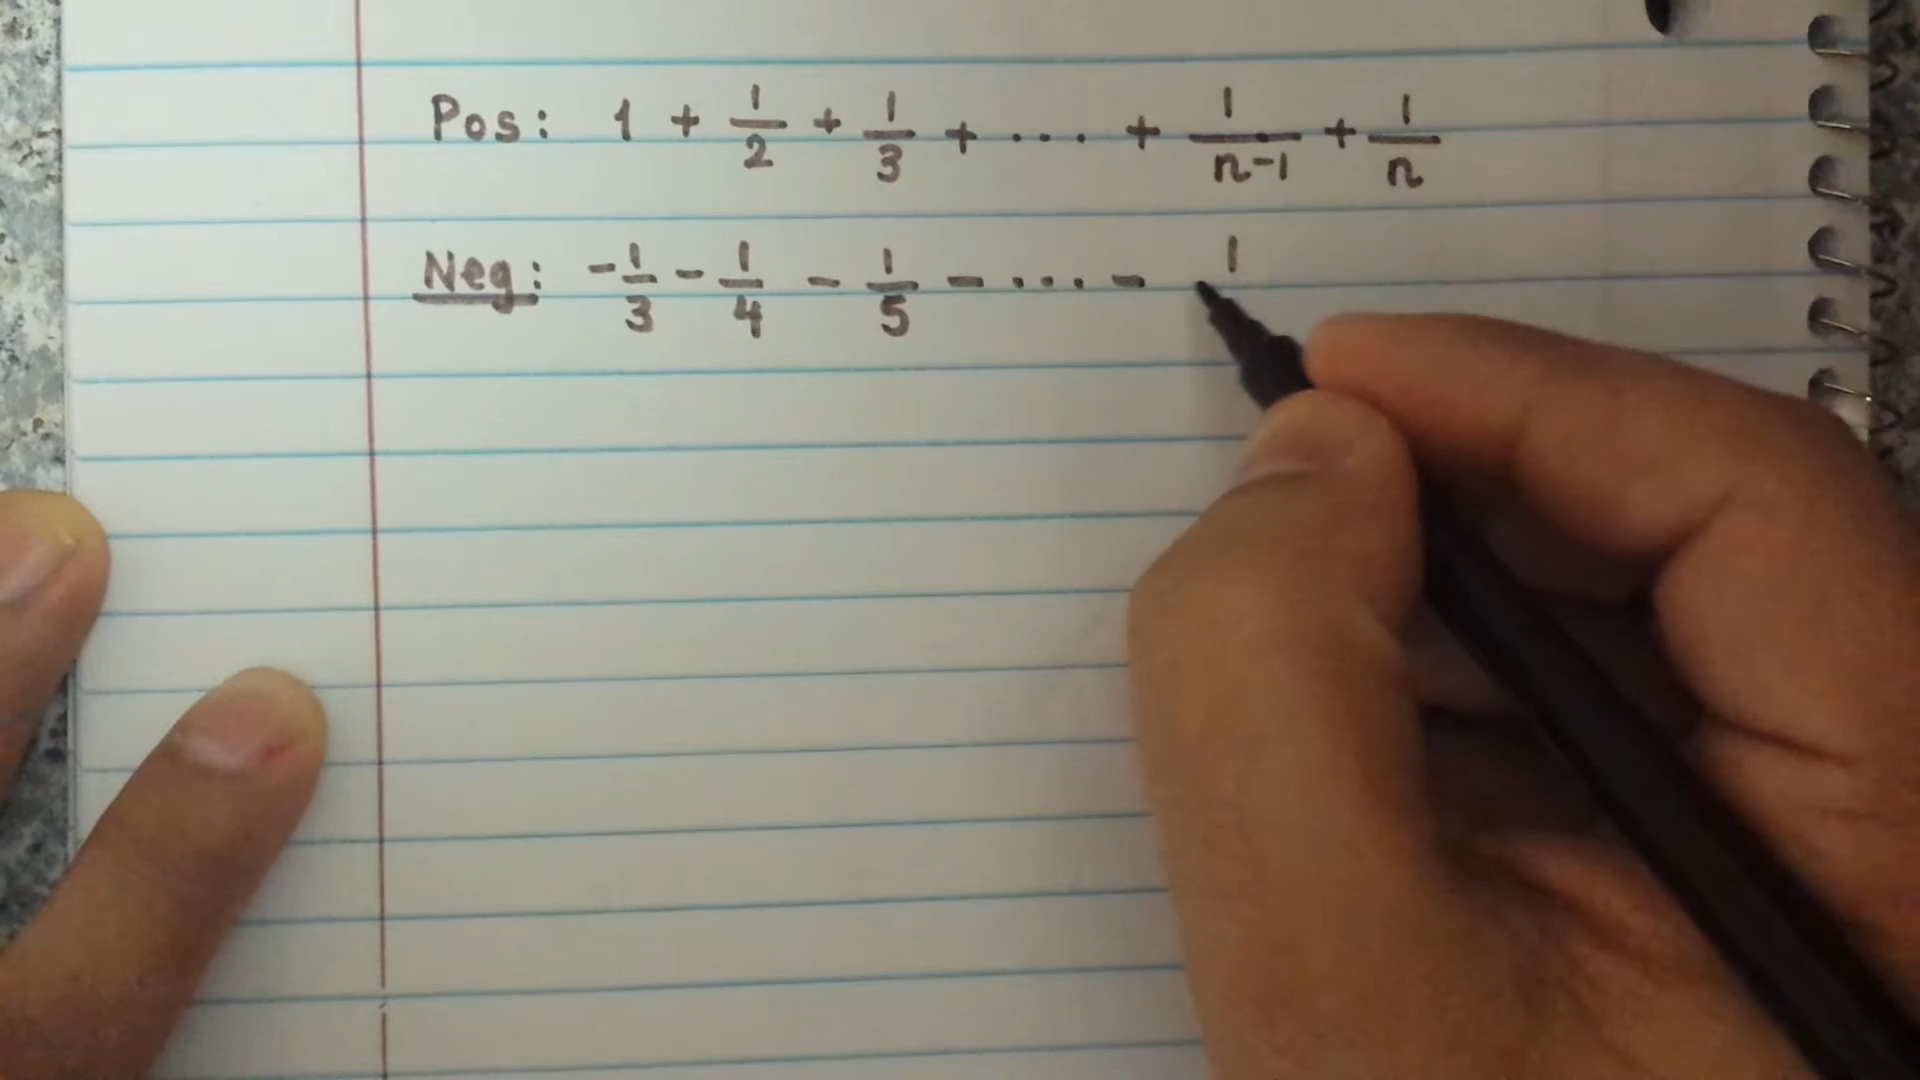 Pos: 1 + 1/2 + 1/3 + .... + 1/n-1 + 1/n
Neg: -1/3 - 1/4 - 1/5 - .... - 1